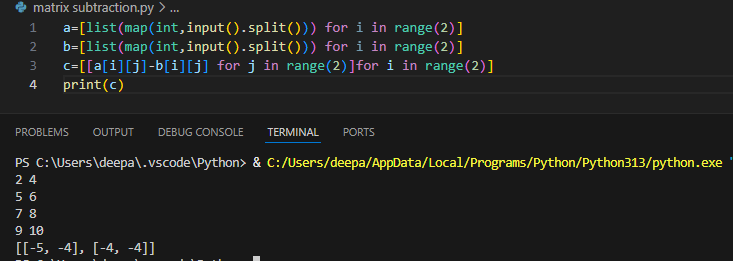 matrix subtraction.py > ...
1 a=[list(map(int,input().split())) for i in range(2)]
2 b=[list(map(int,input().split())) for i in range(2)]
3 c=[[a[i][j]-b[i][j] for j in range(2)]for i in range(2)]
4 print(c)
PROBLEMS OUTPUT DEBUG CONSOLE TERMINAL PORTS
PS C:\Users\deepa\.vscode\Python> & C:/Users/deepa/AppData/Local/Programs/Python/Python313/python.exe
2 4
5 6
7 8
9 10
[[-5, -4], [-4, -4]]